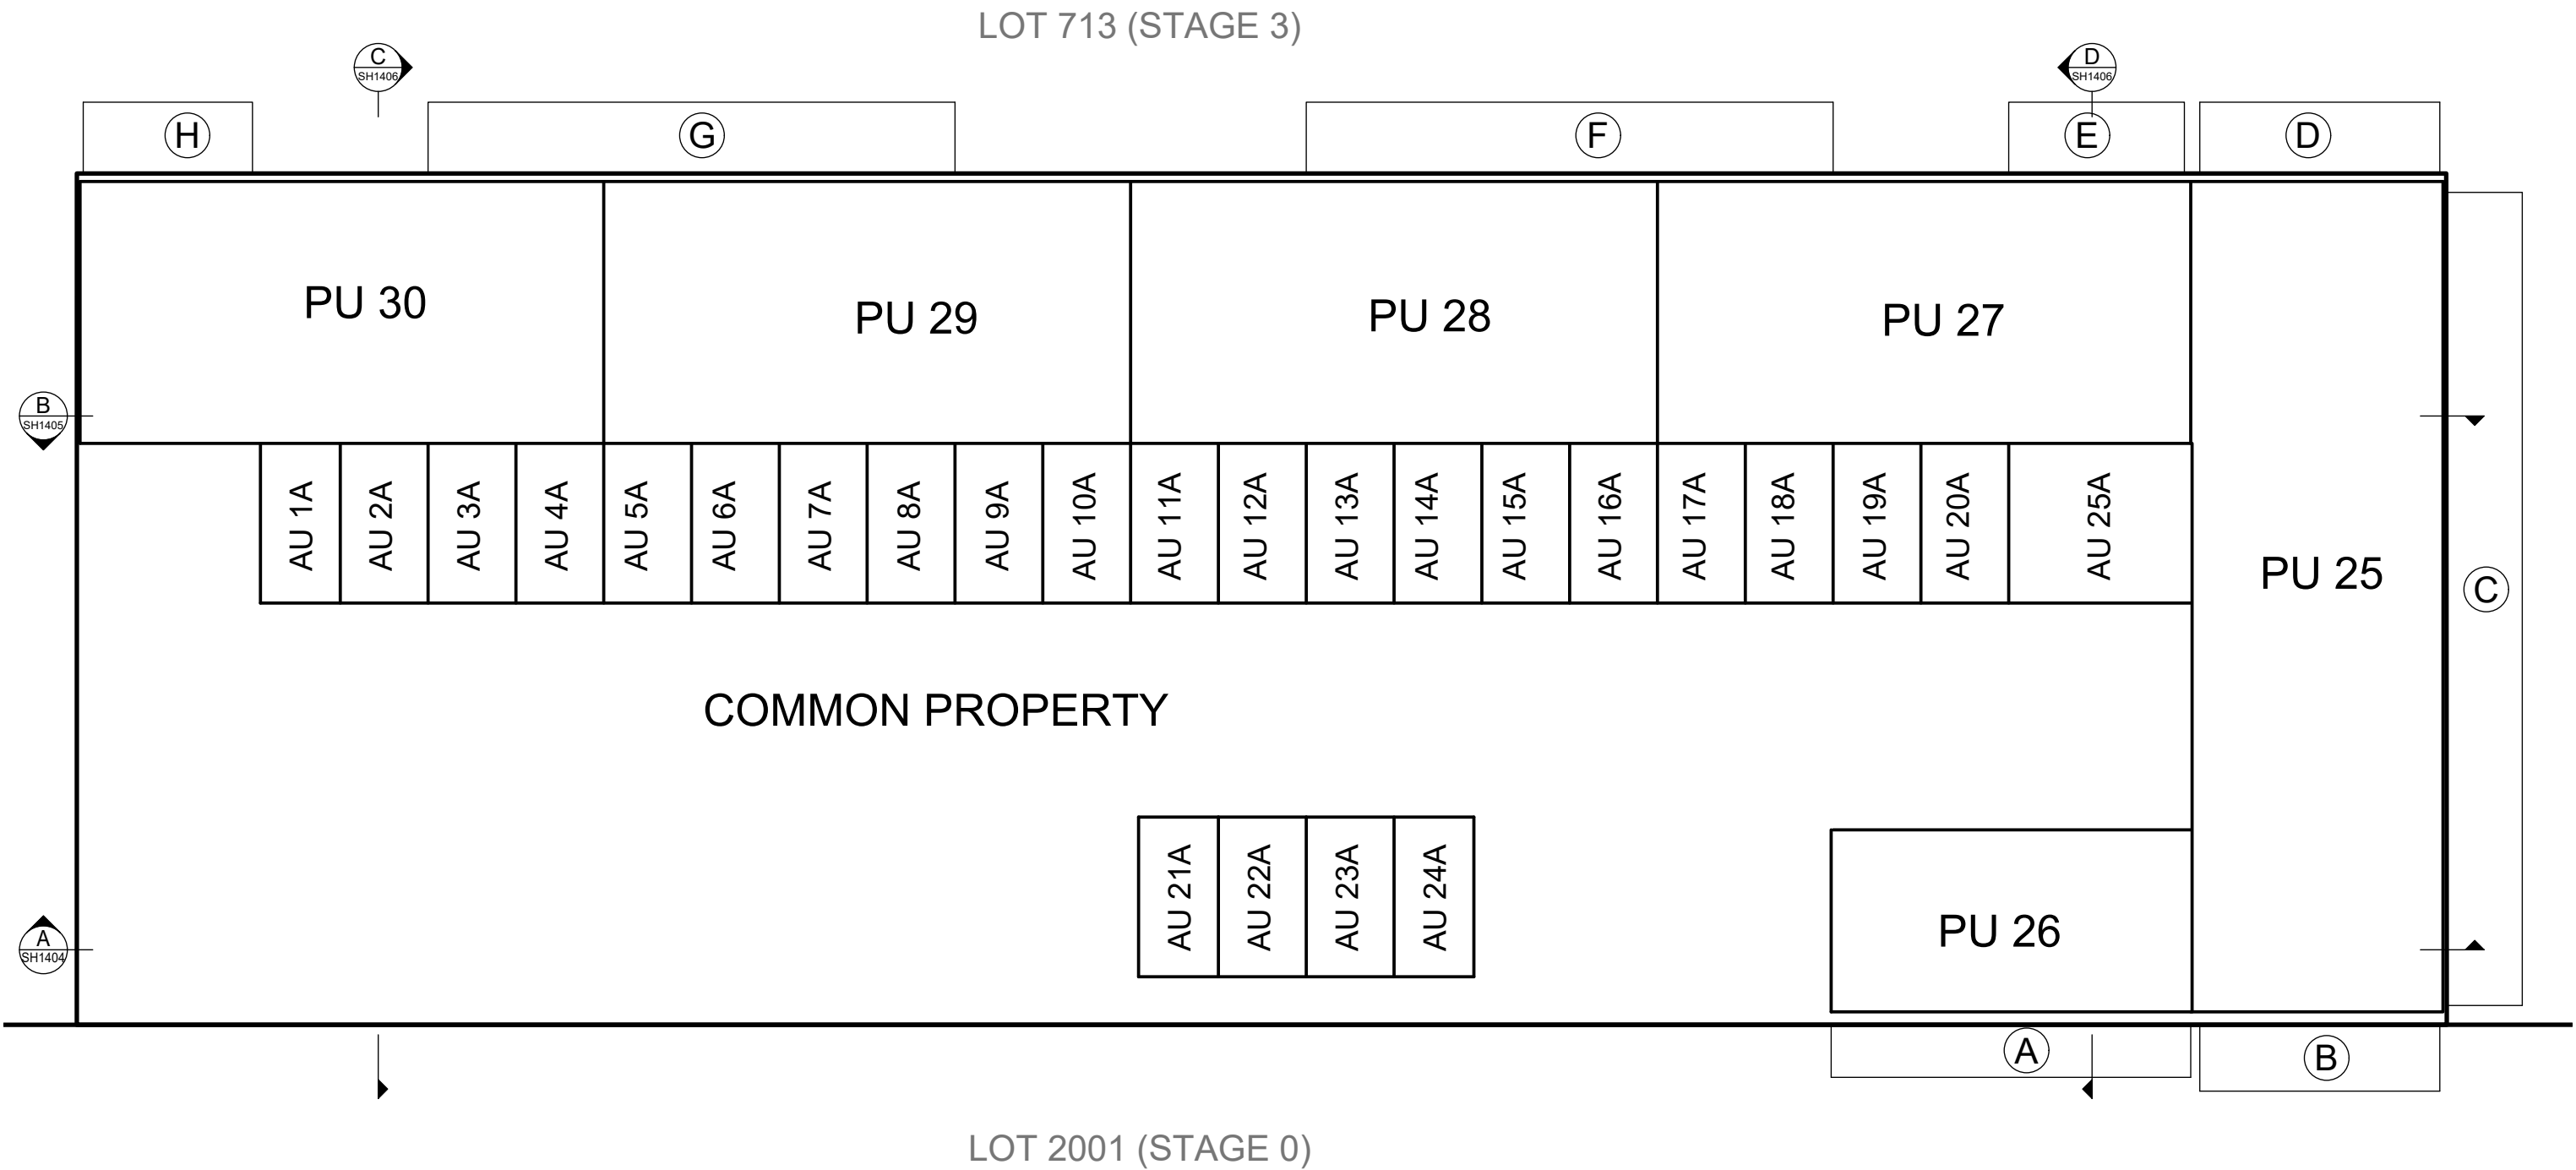 LOT 713 (STAGE 3)
C
SH1406
D
SH1406
H
G
F
E
D
PU 30
PU 29
PU 28
PU 27
B
SH1405
AU 1A
AU 2A
AU 3A
AU 4A
AU 5A
AU 6A
AU 7A
AU 8A
AU 9A
AU 10A
AU 11A
AU 12A
AU 13A
AU 14A
AU 15A
AU 16A
AU 17A
AU 18A
AU 19A
AU 20A
AU 25A
PU 25
C
COMMON PROPERTY
AU 21A
AU 22A
AU 23A
AU 24A
PU 26
A
SH1404
A
B
LOT 2001 (STAGE 0)